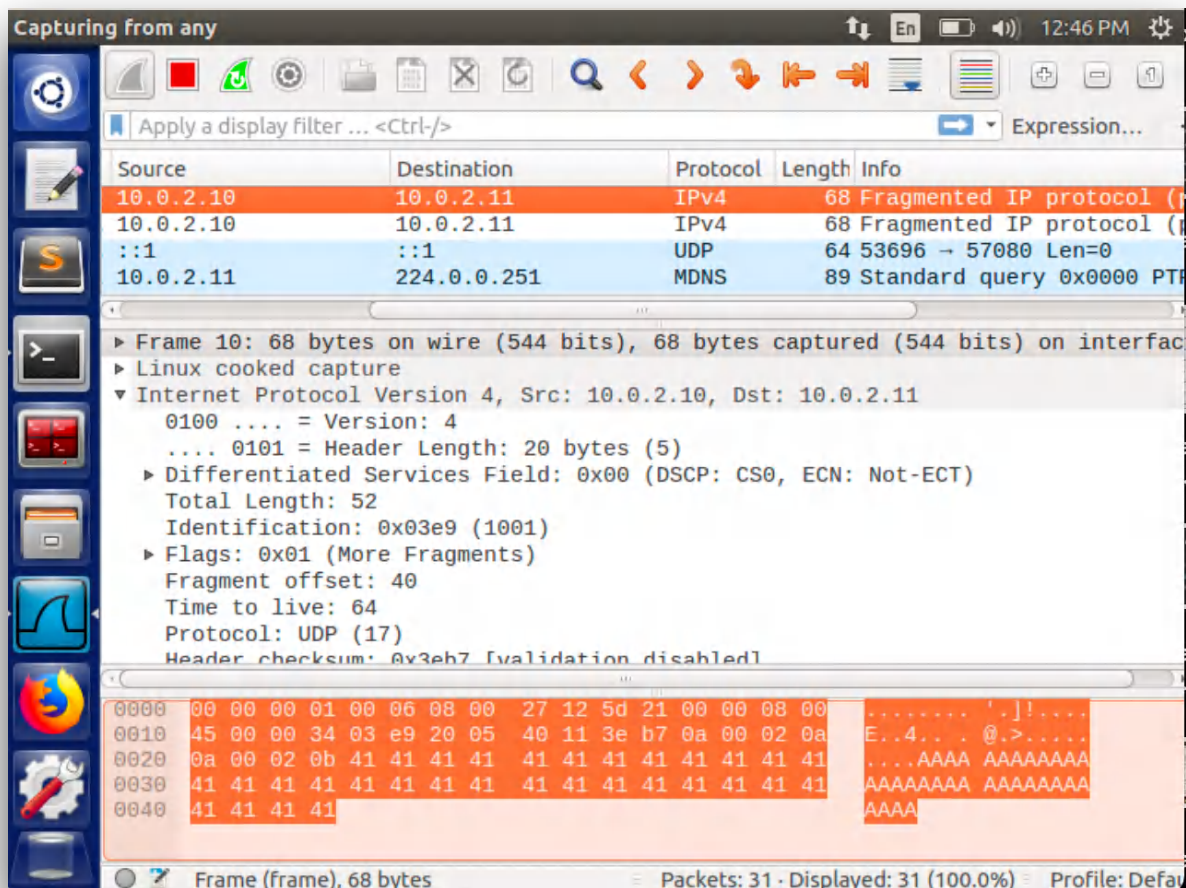 Capturing from any
En
12:46 PM
Apply a display filter … <Ctrl-/>
Expression…
Source Destination Protocol Length Info
10.0.2.10 10.0.2.11 IPv4 68 Fragmented IP protocol (
10.0.2.10 10.0.2.11 IPv4 68 Fragmented IP protocol (
::1 ::1 UDP 64 53696 → 57080 Len=0
10.0.2.11 224.0.0.251 MDNS 89 Standard query 0x0000 PTR
Frame 10: 68 bytes on wire (544 bits), 68 bytes captured (544 bits) on interfac
Linux cooked capture
Internet Protocol Version 4, Src: 10.0.2.10, Dst: 10.0.2.11
0100 .... = Version: 4
.... 0101 = Header Length: 20 bytes (5)
Differentiated Services Field: 0x00 (DSCP: CS0, ECN: Not-ECT)
Total Length: 52
Identification: 0x03e9 (1001)
Flags: 0x01 (More Fragments)
Fragment offset: 40
Time to live: 64
Protocol: UDP (17)
Header checksum: 0x3eb7 [validation disabled]
0000 00 00 00 01 00 06 08 00 27 12 5d 21 00 00 08 00 ........ '.]!....
0010 45 00 00 34 03 e9 20 05 40 11 3e b7 0a 00 02 0a E..4.. . @.>.....
0020 0a 00 02 0b 41 41 41 41 41 41 41 41 41 41 41 41 ....AAAA AAAAAAAA
0030 41 41 41 41 41 41 41 41 41 41 41 41 41 41 41 41 AAAAAAAA AAAAAAAA
0040 41 41 41 41 AAAA
Frame (frame), 68 bytes
Packets: 31 · Displayed: 31 (100.0%)
Profile: Defau